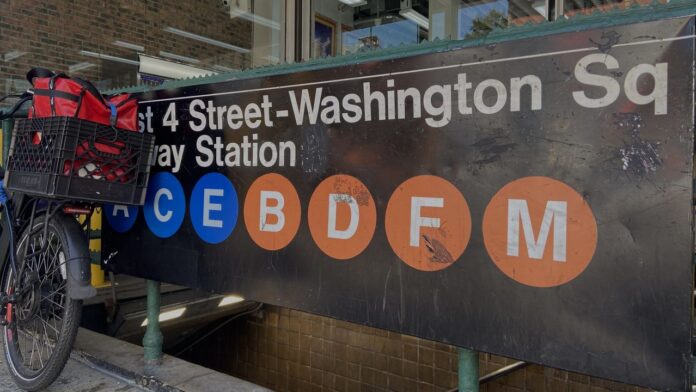 st 4 Street-Washington Sq
way Station
A C E B D F M